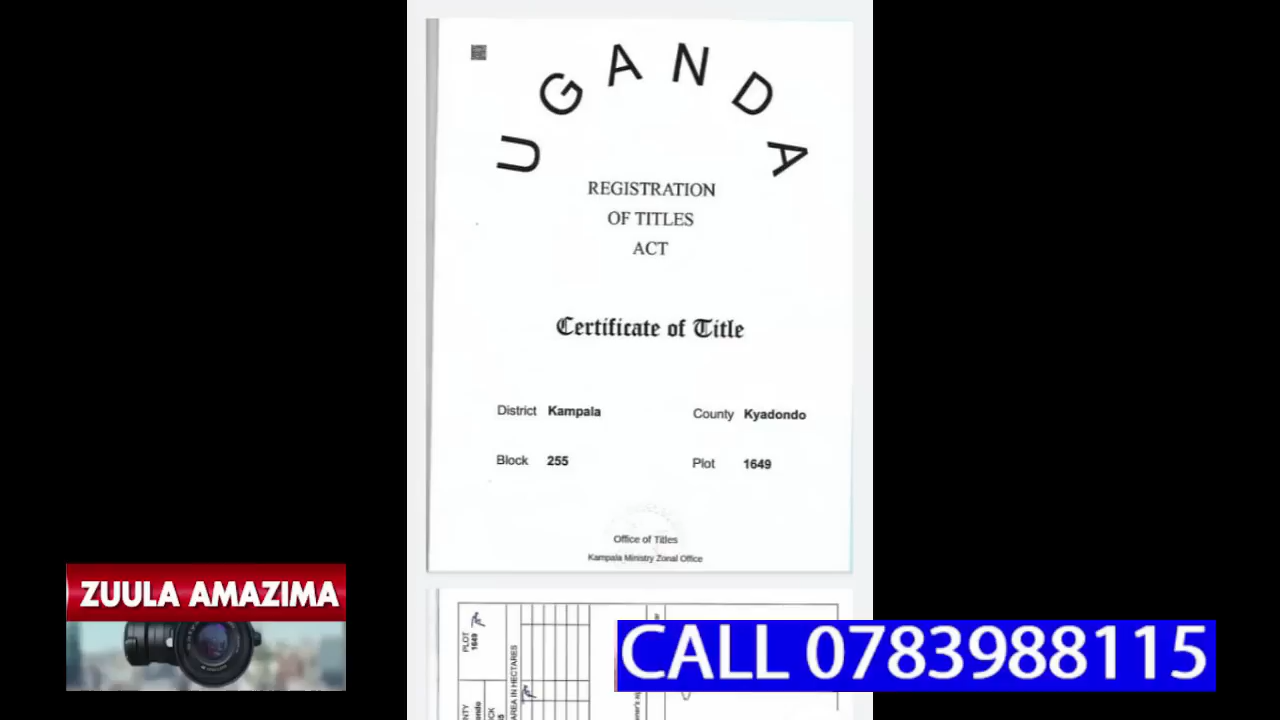 UGANDA
REGISTRATION
OF TITLES
ACT
Certificate of Title
District Kampala
County Kyadondo
Block 255
Plot 1649
Office of Titles
Kampala Ministry Zonal Office
PLOT
1649
AREA IN HECTARES
ZUULA AMAZIMA
CALL 0783988115